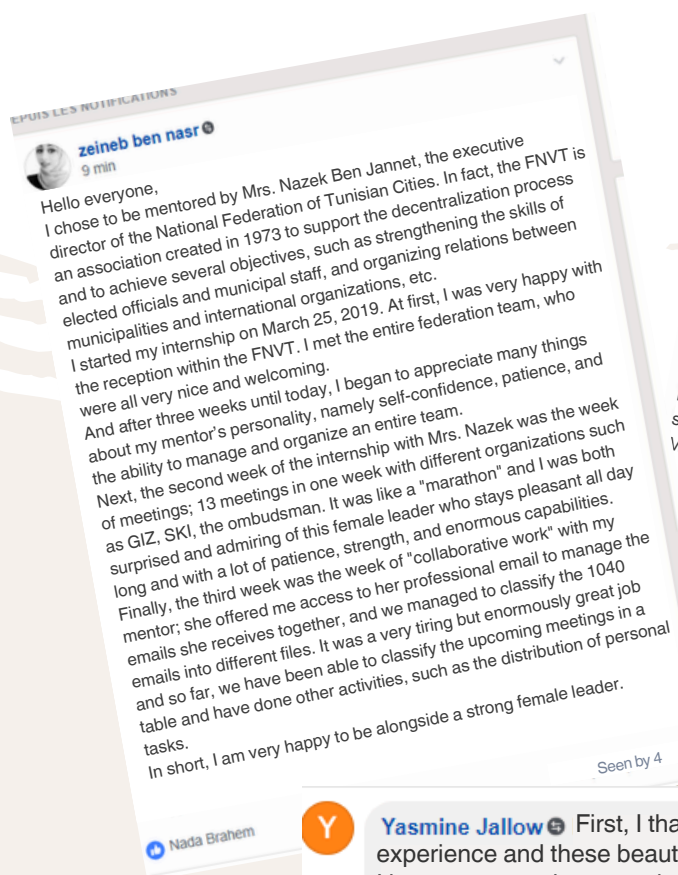 EPUIS LES NOTIFICATIONS
zeineb ben nasr
9 min
Hello everyone,
I chose to be mentored by Mrs. Nazek Ben Jannet, the executive
director of the National Federation of Tunisian Cities. In fact, the FNVT is
an association created in 1973 to support the decentralization process
and to achieve several objectives, such as strengthening the skills of
elected officials and municipal staff, and organizing relations between
municipalities and international organizations, etc.
I started my internship on March 25, 2019. At first, I was very happy with
the reception within the FNVT. I met the entire federation team, who
were all very nice and welcoming.
And after three weeks until today, I began to appreciate many things
about my mentor's personality, namely self-confidence, patience, and
the ability to manage and organize an entire team.
Next, the second week of the internship with Mrs. Nazek was the week
of meetings; 13 meetings in one week with different organizations such
as GIZ, SKI, the ombudsman. It was like a "marathon" and I was both
surprised and admiring of this female leader who stays pleasant all day
long and with a lot of patience, strength, and enormous capabilities.
Finally, the third week was the week of "collaborative work" with my
mentor; she offered me access to her professional email to manage the
emails she receives together, and we managed to classify the 1040
emails into different files. It was a very tiring but enormously great job
and so far, we have been able to classify the upcoming meetings in a
table and have done other activities, such as the distribution of personal
tasks.
In short, I am very happy to be alongside a strong female leader.
Seen by 4
Nada Brahem
Y
Yasmine Jallow First, I tha
experience and these beaut